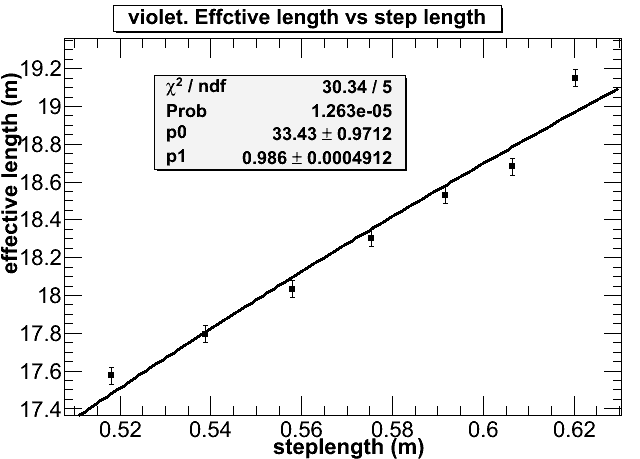 violet. Effctive length vs step length
χ² / ndf 30.34 / 5
Prob 1.263e-05
p0 33.43 ± 0.9712
p1 0.986 ± 0.0004912
effective length (m)
19.2
19
18.8
18.6
18.4
18.2
18
17.8
17.6
17.4
0.52 0.54 0.56 0.58 0.6 0.62
steplength (m)